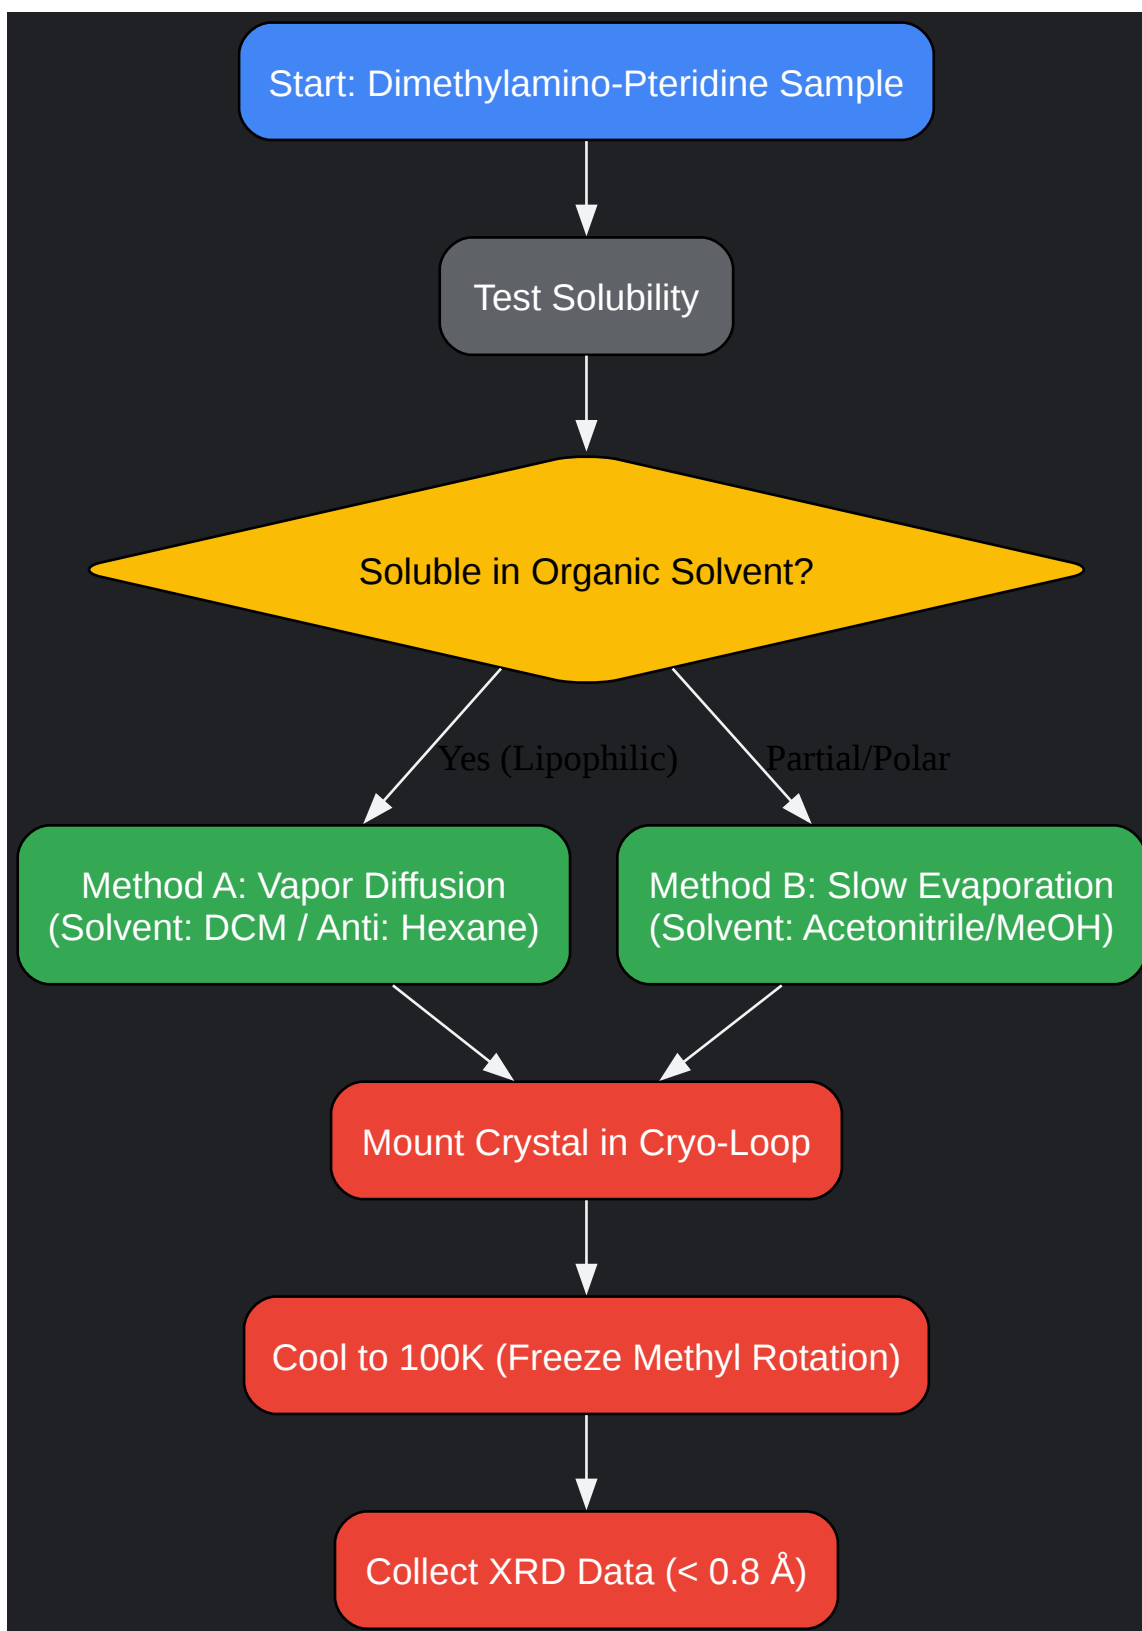 Start: Dimethylamino-Pteridine Sample
Test Solubility
Soluble in Organic Solvent?
Yes (Lipophilic)
Partial/Polar
Method A: Vapor Diffusion
(Solvent: DCM / Anti: Hexane)
Method B: Slow Evaporation
(Solvent: Acetonitrile/MeOH)
Mount Crystal in Cryo-Loop
Cool to 100K (Freeze Methyl Rotation)
Collect XRD Data (< 0.8 Å)